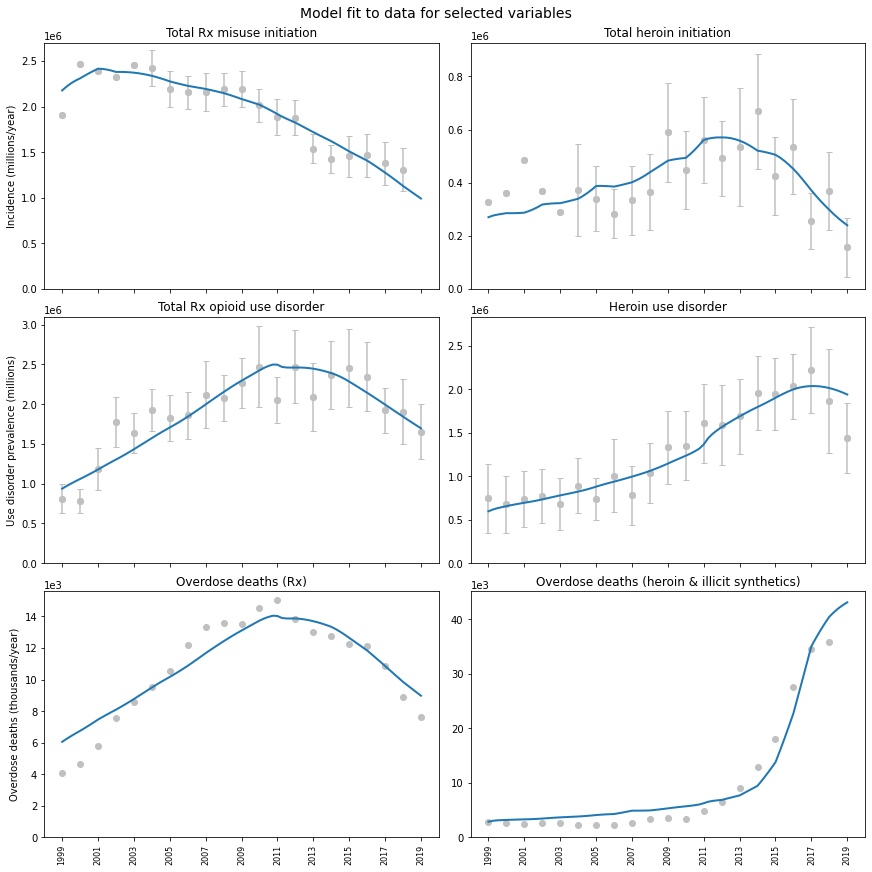 Model fit to data for selected variables
Total Rx misuse initiation
1e6
Incidence (millions/year)
2.5
2.0
1.5
1.0
0.5
0.0
Total heroin initiation
1e6
0.8
0.6
0.4
0.2
0.0
Total Rx opioid use disorder
1e6
Use disorder prevalence (millions)
3.0
2.5
2.0
1.5
1.0
0.5
0.0
Heroin use disorder
1e6
2.5
2.0
1.5
1.0
0.5
0.0
Overdose deaths (Rx)
1e3
Overdose deaths (thousands/year)
14
12
10
8
6
4
2
0
1999 2001 2003 2005 2007 2009 2011 2013 2015 2017 2019
Overdose deaths (heroin & illicit synthetics)
1e3
40
30
20
10
0
1999 2001 2003 2005 2007 2009 2011 2013 2015 2017 2019